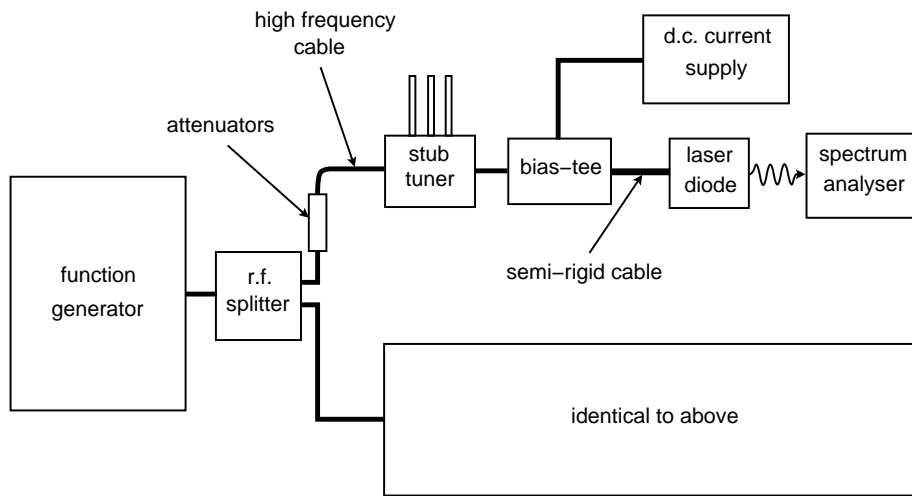 high frequency
cable
d.c. current
supply
attenuators
stub
tuner
bias−tee
laser
diode
spectrum
analyser
function
generator
r.f.
splitter
semi−rigid cable
identical to above